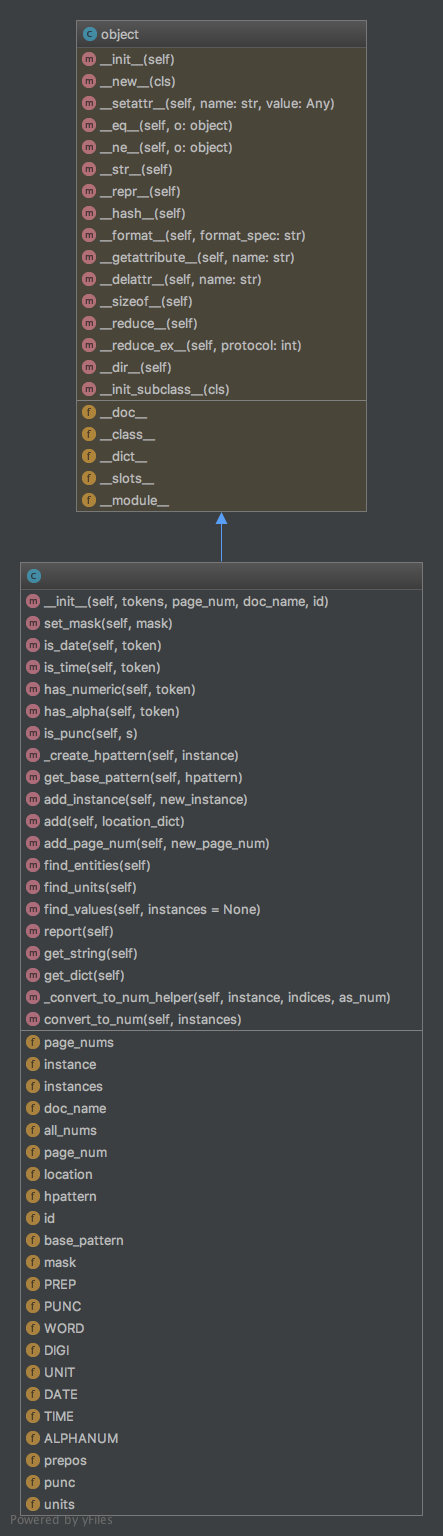 object
__init__(self)
__new__(cls)
__setattr__(self, name: str, value: Any)
__eq__(self, o: object)
__ne__(self, o: object)
__str__(self)
__repr__(self)
__hash__(self)
__format__(self, format_spec: str)
__getattribute__(self, name: str)
__delattr__(self, name: str)
__sizeof__(self)
__reduce__(self)
__reduce_ex__(self, protocol: int)
__dir__(self)
__init_subclass__(cls)
__doc__
__class__
__dict__
__slots__
__module__
__init__(self, tokens, page_num, doc_name, id)
set_mask(self, mask)
is_date(self, token)
is_time(self, token)
has_numeric(self, token)
has_alpha(self, token)
is_punc(self, s)
_create_hpattern(self, instance)
get_base_pattern(self, hpattern)
add_instance(self, new_instance)
add(self, location_dict)
add_page_num(self, new_page_num)
find_entities(self)
find_units(self)
find_values(self, instances = None)
report(self)
get_string(self)
get_dict(self)
_convert_to_num_helper(self, instance, indices, as_num)
convert_to_num(self, instances)
page_nums
instance
instances
doc_name
all_nums
page_num
location
hpattern
id
base_pattern
mask
PREP
PUNC
WORD
DIGI
UNIT
DATE
TIME
ALPHANUM
prepos
punc
units
Powered by yFiles